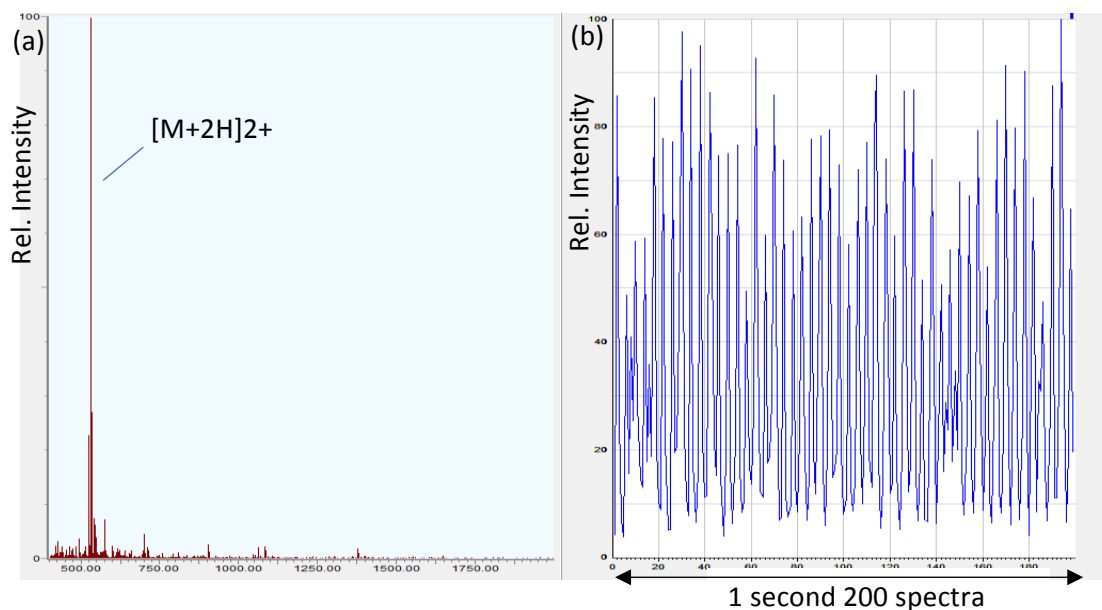 (a)
100
Rel. Intensity
[M+2H]2+
0
500.00 750.00 1000.00 1250.00 1500.00 1750.00
(b)
100
80
60
40
20
0
Rel. Intensity
0 20 40 60 80 100 120 140 160 180
1 second 200 spectra